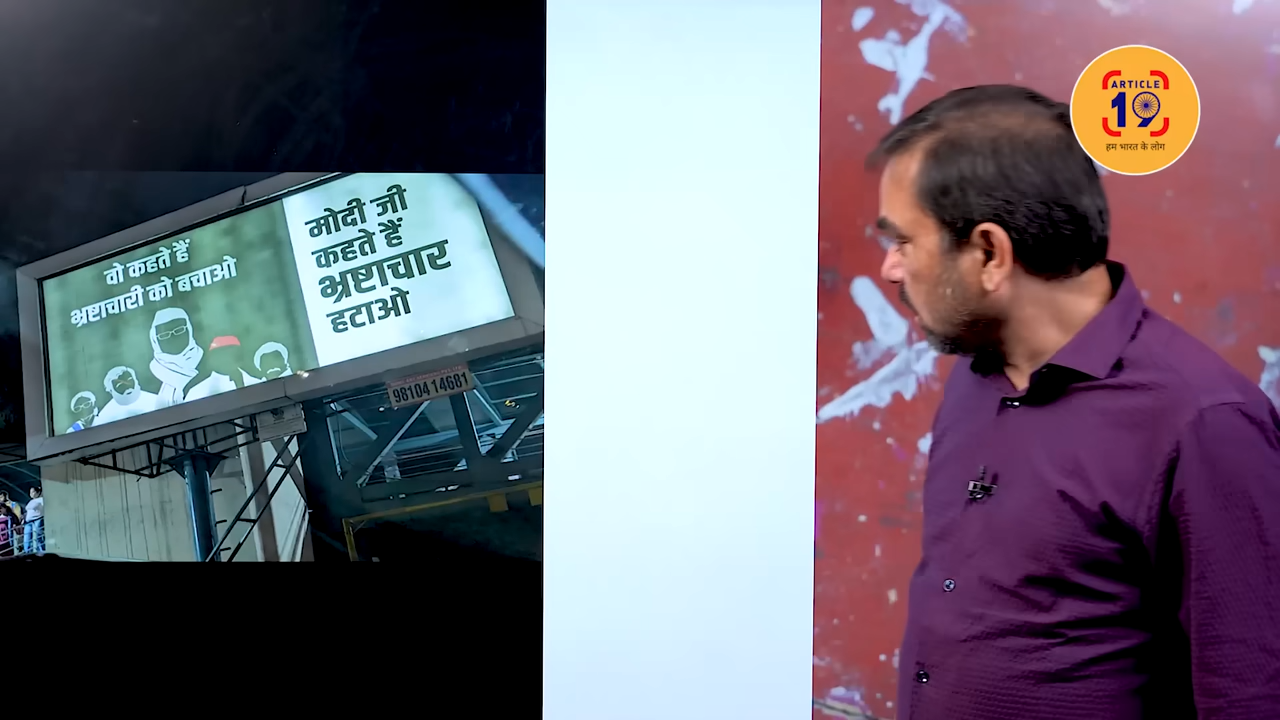 वो कहते हैं
भ्रष्टाचारी को बचाओ
मोदी जी
कहते हैं
भ्रष्टाचार
हटाओ
98104 14681
ARTICLE
19
हम भारत के लोग